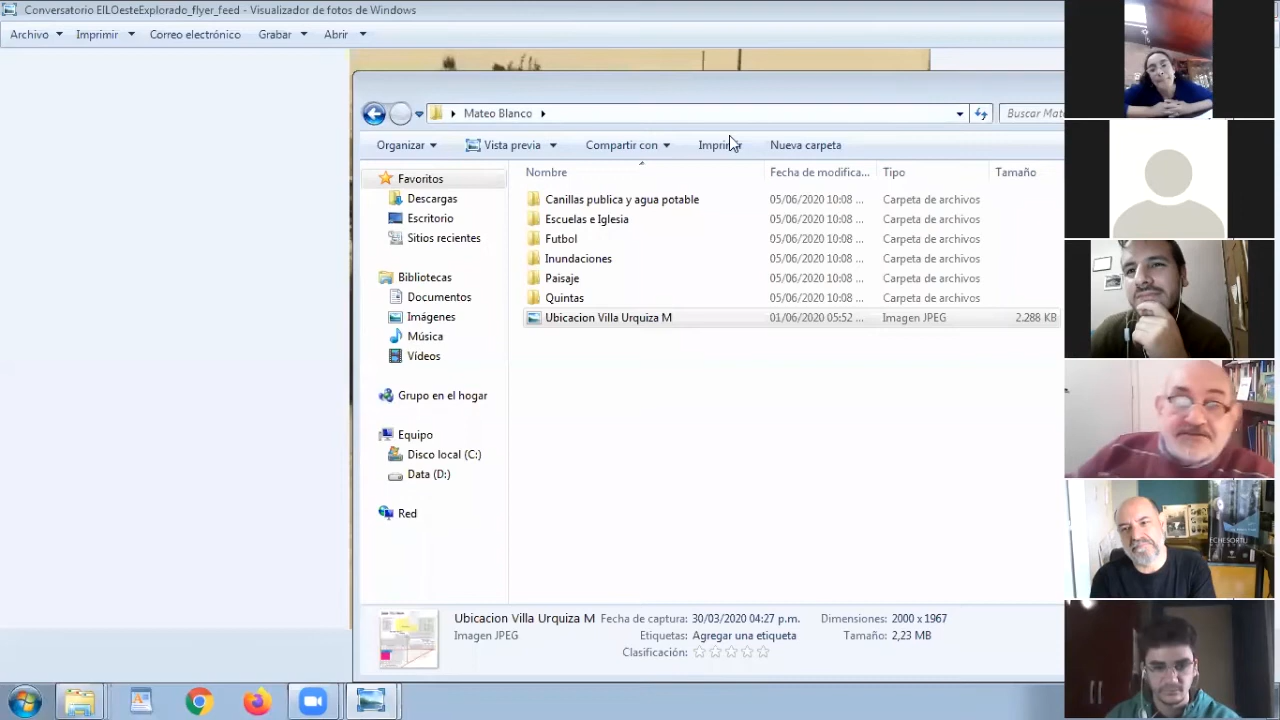 Conversatorio ElLOesteExplorado_flyer_feed - Visualizador de fotos de Windows
Archivo Imprimir Correo electrónico Grabar Abrir
Mateo Blanco
Buscar Mat
Organizar Vista previa Compartir con Imprimir Nueva carpeta
Nombre Fecha de modifica... Tipo Tamaño
Favoritos
Descargas
Escritorio
Sitios recientes
Bibliotecas
Documentos
Imágenes
Música
Vídeos
Grupo en el hogar
Equipo
Disco local (C:)
Data (D:)
Red
Canillas publica y agua potable 05/06/2020 10:08 ... Carpeta de archivos
Escuelas e Iglesia 05/06/2020 10:08 ... Carpeta de archivos
Futbol 05/06/2020 10:08 ... Carpeta de archivos
Inundaciones 05/06/2020 10:08 ... Carpeta de archivos
Paisaje 05/06/2020 10:08 ... Carpeta de archivos
Quintas 05/06/2020 10:08 ... Carpeta de archivos
Ubicacion Villa Urquiza M 01/06/2020 05:52 ... Imagen JPEG 2.288 KB
Ubicacion Villa Urquiza M Fecha de captura: 30/03/2020 04:27 p.m. Dimensiones: 2000 x 1967
Imagen JPEG Etiquetas: Agregar una etiqueta Tamaño: 2,23 MB
Clasificación:
ECHESORTU